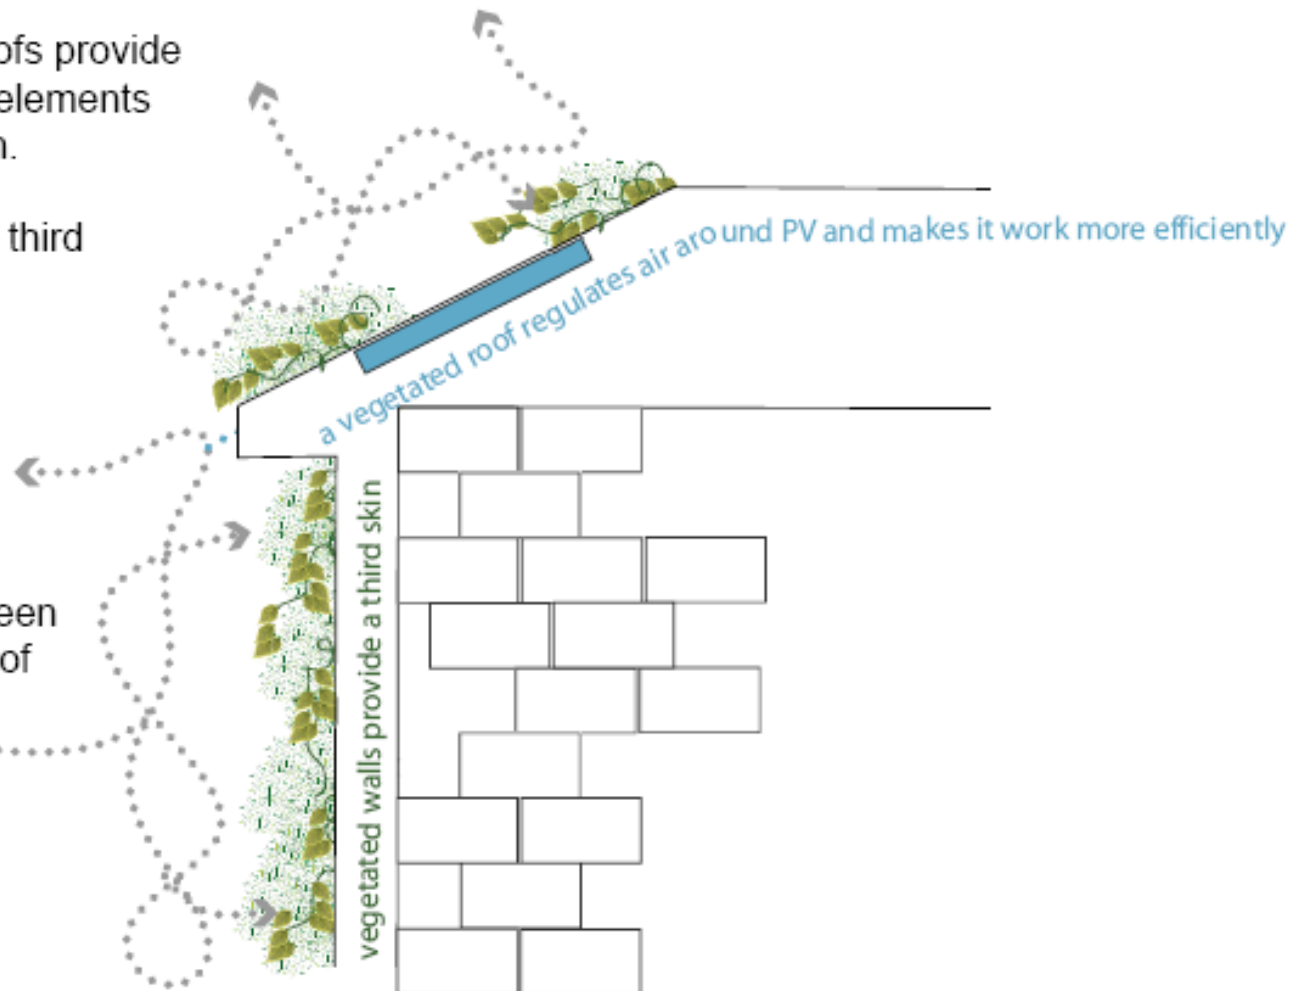 ofs provide
elements
n.
third
een
of
a vegetated roof regulates air around PV and makes it work more efficiently
vegetated walls provide a third skin